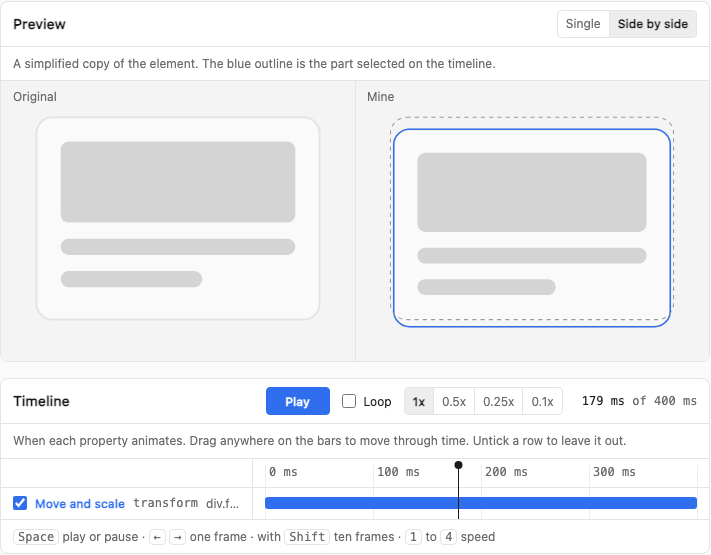 Preview
Single Side by side
A simplified copy of the element. The blue outline is the part selected on the timeline.
Original
Mine
Timeline
Play Loop 1x 0.5x 0.25x 0.1x 179 ms of 400 ms
When each property animates. Drag anywhere on the bars to move through time. Untick a row to leave it out.
0 ms 100 ms 200 ms 300 ms
Move and scale transform div.f…
Space play or pause · ← → one frame · with Shift ten frames · 1 to 4 speed